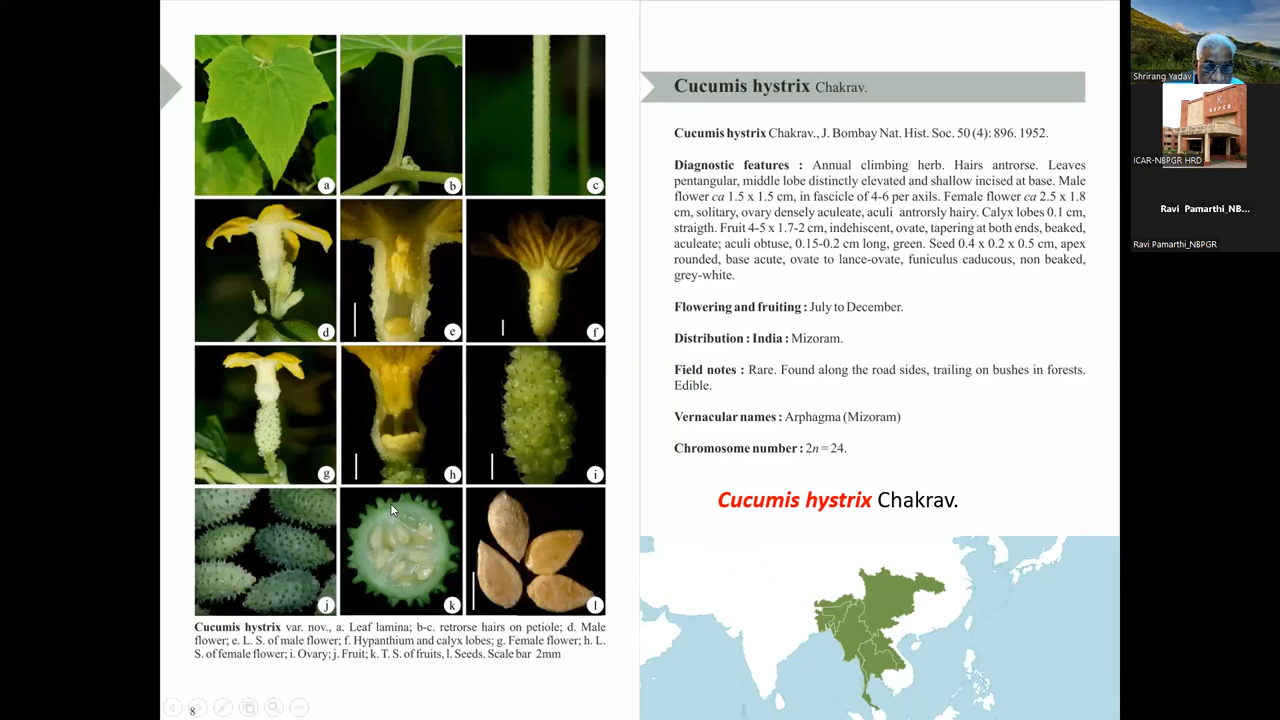 a
b
c
d
e
f
g
h
i
j
k
l
Cucumis hystrix var. nov., a. Leaf lamina; b-c. retrorse hairs on petiole; d. Male
flower; e. L. S. of male flower; f. Hypanthium and calyx lobes; g. Female flower; h. L.
S. of female flower; i. Ovary; j. Fruit; k. T. S. of fruits, l. Seeds. Scale bar 2mm
8
Cucumis hystrix Chakrav.
Cucumis hystrix Chakrav., J. Bombay Nat. Hist. Soc. 50 (4): 896. 1952.
Diagnostic features : Annual climbing herb. Hairs antrorse. Leaves
pentangular, middle lobe distinctly elevated and shallow incised at base. Male
flower ca 1.5 x 1.5 cm, in fascicle of 4-6 per axils. Female flower ca 2.5 x 1.8
cm, solitary, ovary densely aculeate, aculi antrorsly hairy. Calyx lobes 0.1 cm,
straigth. Fruit 4-5 x 1.7-2 cm, indehiscent, ovate, tapering at both ends, beaked,
aculeate; aculi obtuse, 0.15-0.2 cm long, green. Seed 0.4 x 0.2 x 0.5 cm, apex
rounded, base acute, ovate to lance-ovate, funiculus caducous, non beaked,
grey-white.
Flowering and fruiting : July to December.
Distribution : India : Mizoram.
Field notes : Rare. Found along the road sides, trailing on bushes in forests.
Edible.
Vernacular names : Arphagma (Mizoram)
Chromosome number : 2n = 24.
Cucumis hystrix Chakrav.
Shrirang Yadav
ICAR-NBPGR HRD
Ravi Pamarthi_NB...
Ravi Pamarthi_NBPGR